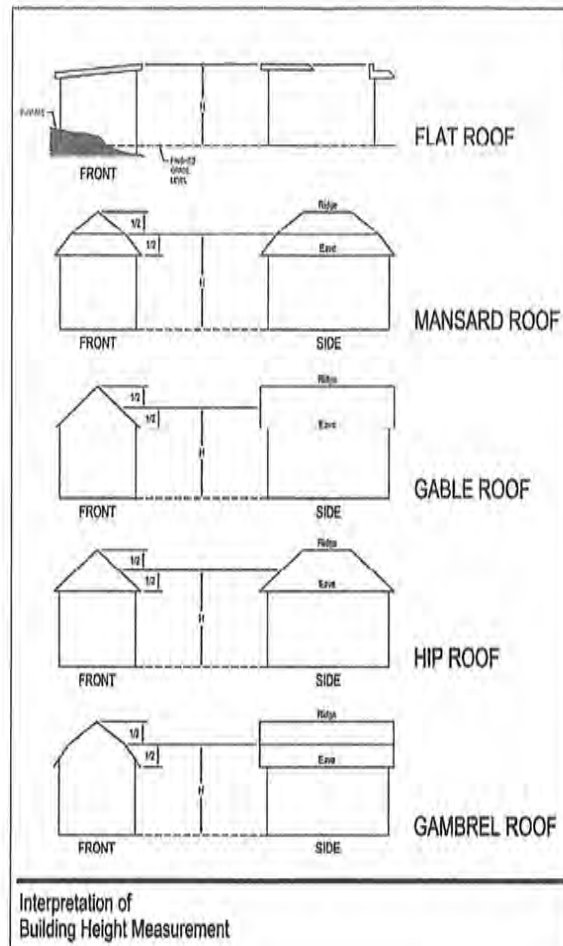 H
FLAT ROOF
FRONT
GRADE
LEVEL
Ridge
1/2
1/2
Eave
H
MANSARD ROOF
FRONT
SIDE
Ridge
1/2
1/2
Eave
H
GABLE ROOF
FRONT
SIDE
Ridge
1/2
1/2
Eave
H
HIP ROOF
FRONT
SIDE
Ridge
1/2
1/2
Eave
H
GAMBREL ROOF
FRONT
SIDE
Interpretation of
Building Height Measurement